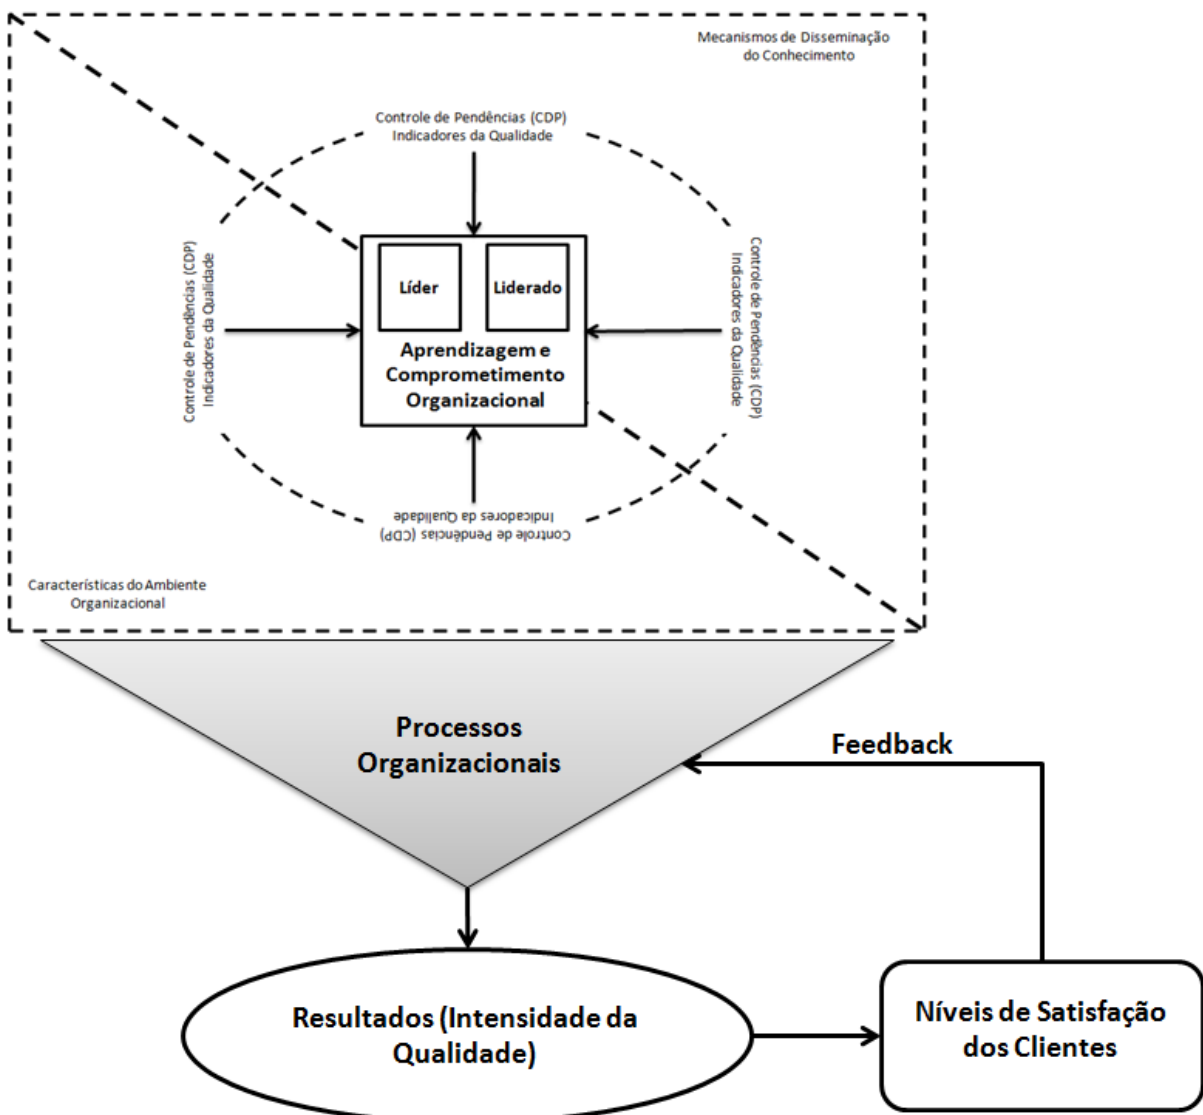 Mecanismos de Disseminação
do Conhecimento
Controle de Pendências (CDP)
Indicadores da Qualidade
Controle de Pendências (CDP)
Indicadores da Qualidade
Líder
Liderado
Aprendizagem e
Comprometimento
Organizacional
Controle de Pendências (CDP)
Indicadores da Qualidade
Controle de Pendências (CDP)
Indicadores da Qualidade
Características do Ambiente
Organizacional
Processos
Organizacionais
Feedback
Resultados (Intensidade da
Qualidade)
Níveis de Satisfação
dos Clientes